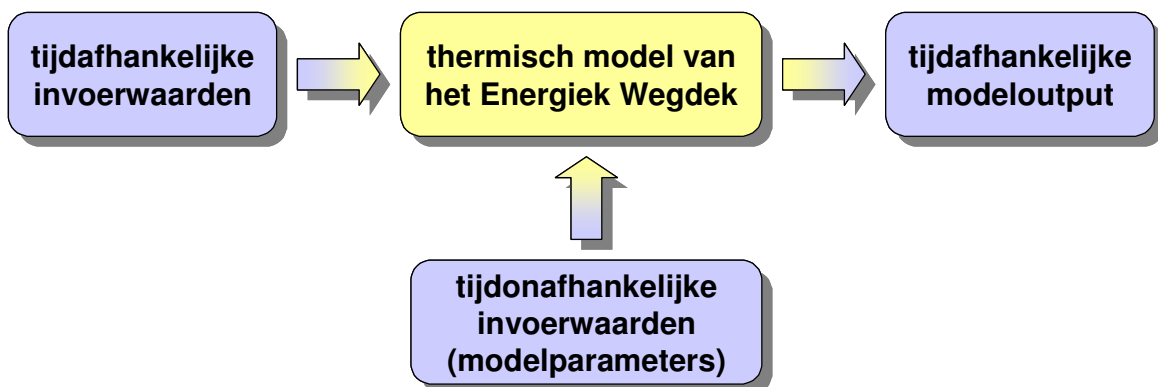 tijdafhankelijke
invoerwaarden
thermisch model van
het Energiek Wegdek
tijdafhankelijke
modeloutput
tijdonafhankelijke
invoerwaarden
(modelparameters)